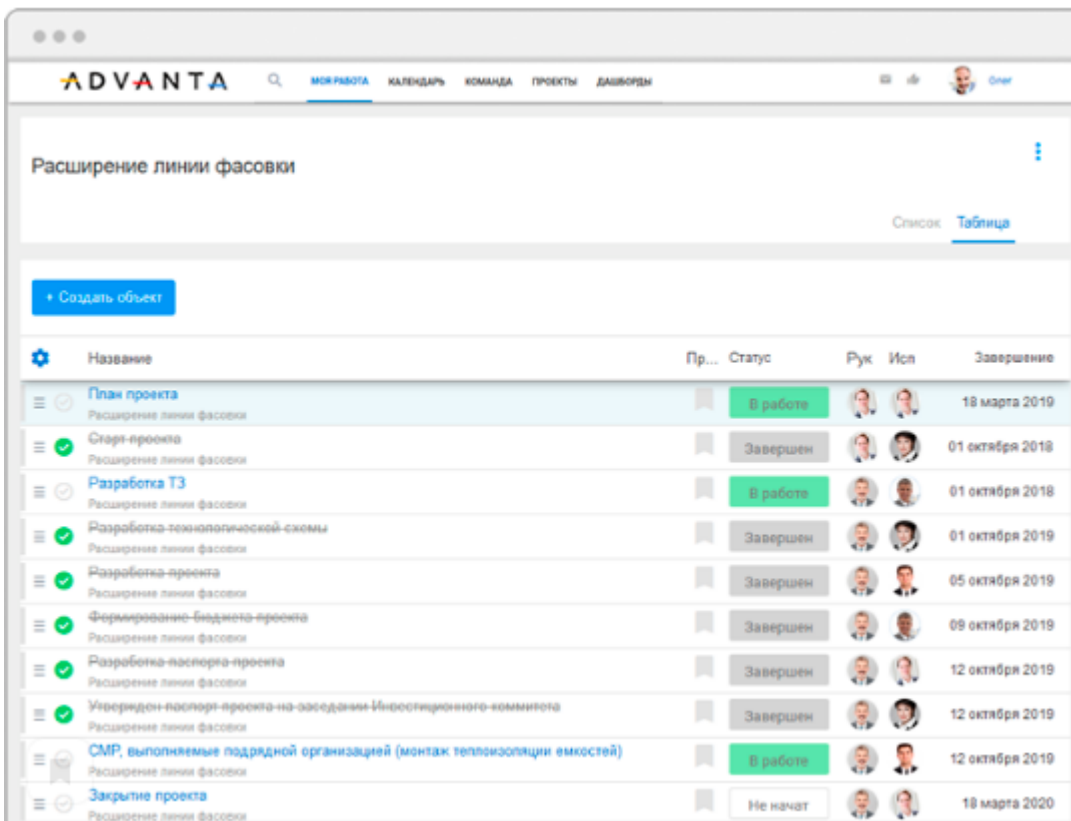 ADVANTA МОЯ РАБОТА КАЛЕНДАРЬ КОМАНДА ПРОЕКТЫ ДАШБОРДЫ Олег
Расширение линии фасовки
Список Таблица
+ Создать объект
Название Пр... Статус Рук Исп Завершение
План проекта
Расширение линии фасовки
В работе 18 марта 2019
Старт проекта
Расширение линии фасовки
Завершен 01 октября 2018
Разработка ТЗ
Расширение линии фасовки
В работе 01 октября 2018
Разработка технологической схемы
Расширение линии фасовки
Завершен 01 октября 2019
Разработка проекта
Расширение линии фасовки
Завершен 05 октября 2019
Формирование бюджета проекта
Расширение линии фасовки
Завершен 09 октября 2019
Разработка паспорта проекта
Расширение линии фасовки
Завершен 12 октября 2019
Утвержден паспорт проекта на заседании Инвестиционного коммитета
Расширение линии фасовки
Завершен 12 октября 2019
СМР, выполняемые подрядной организацией (монтаж теплоизоляции емкостей)
Расширение линии фасовки
В работе 12 октября 2019
Закрытие проекта
Расширение линии фасовки
Не начат 18 марта 2020